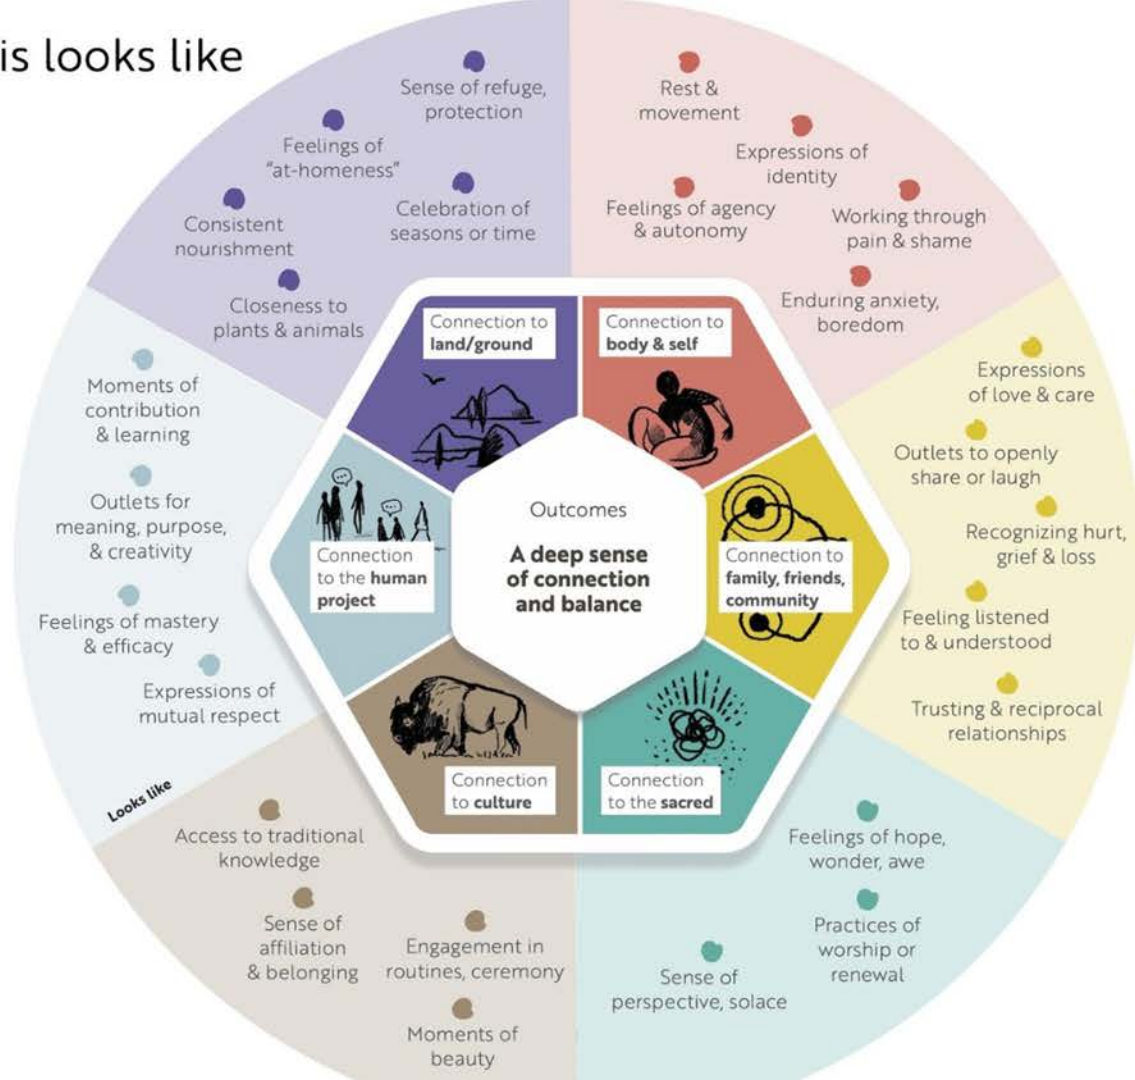 is looks like
Sense of refuge,
protection
Feelings of
"at-homeness"
Consistent
nourishment
Celebration of
seasons or time
Closeness to
plants & animals
Rest &
movement
Expressions of
identity
Feelings of agency
& autonomy
Working through
pain & shame
Enduring anxiety,
boredom
Expressions
of love & care
Outlets to openly
share or laugh
Recognizing hurt,
grief & loss
Feeling listened
to & understood
Trusting & reciprocal
relationships
Feelings of hope,
wonder, awe
Practices of
worship or
renewal
Sense of
perspective, solace
Access to traditional
knowledge
Sense of
affiliation
& belonging
Engagement in
routines, ceremony
Moments of
beauty
Looks like
Moments of
contribution
& learning
Outlets for
meaning, purpose,
& creativity
Feelings of mastery
& efficacy
Expressions of
mutual respect
Connection to
land/ground
Connection to
body & self
Connection to
family, friends,
community
Connection
to the sacred
Connection
to culture
Connection
to the human
project
Outcomes
A deep sense
of connection
and balance